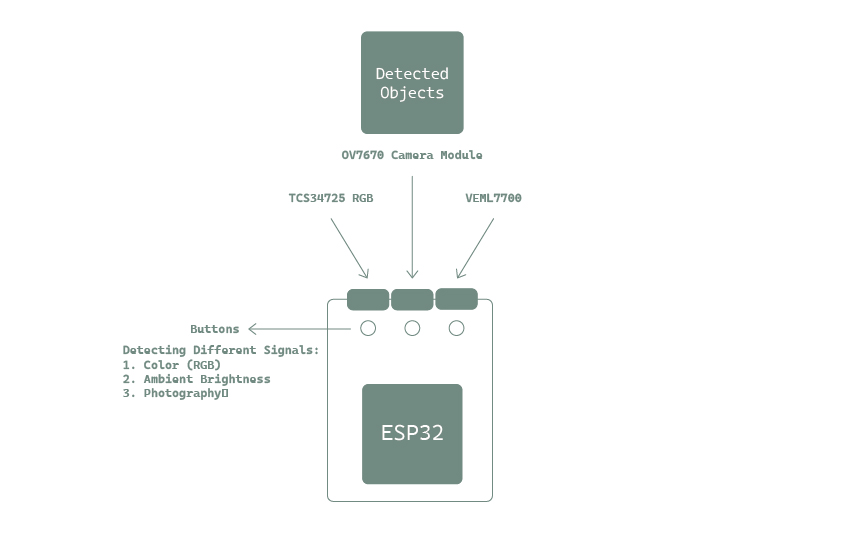 Detected
Objects
OV7670 Camera Module
TCS34725 RGB
VEML7700
Buttons
Detecting Different Signals:
1. Color (RGB)
2. Ambient Brightness
3. Photography
ESP32